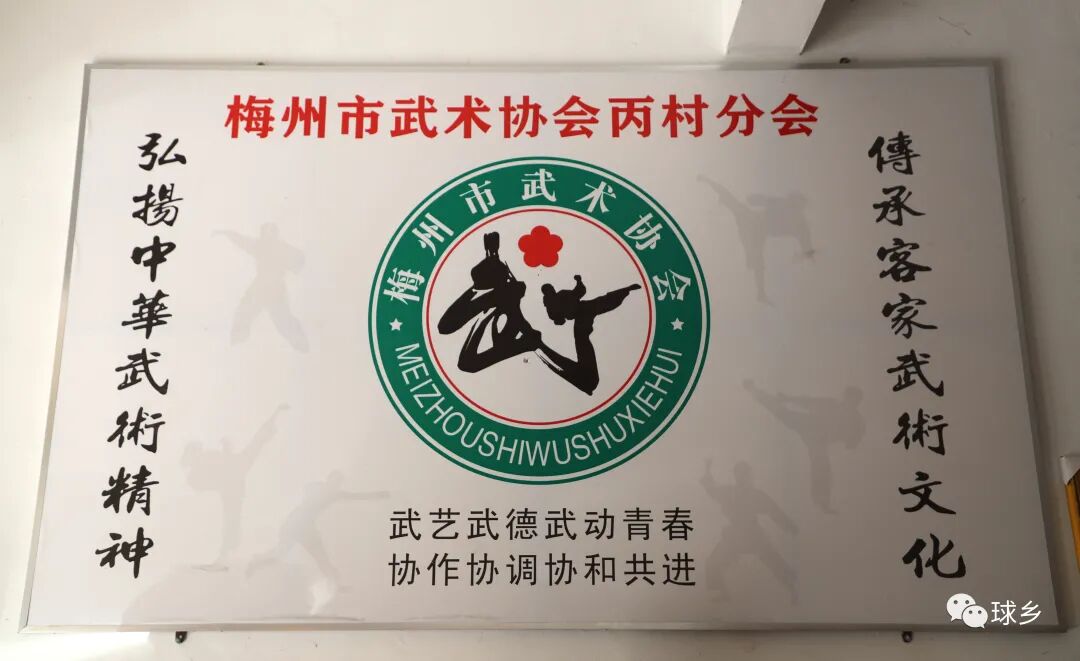 梅州市武术协会丙村分会
傳承客家武術文化
弘揚中華武術精神
梅州市武术协会
武
MEIZHOUSHIWUSHUXIEHUI
武艺武德武动青春
协作协调协和共进
球乡